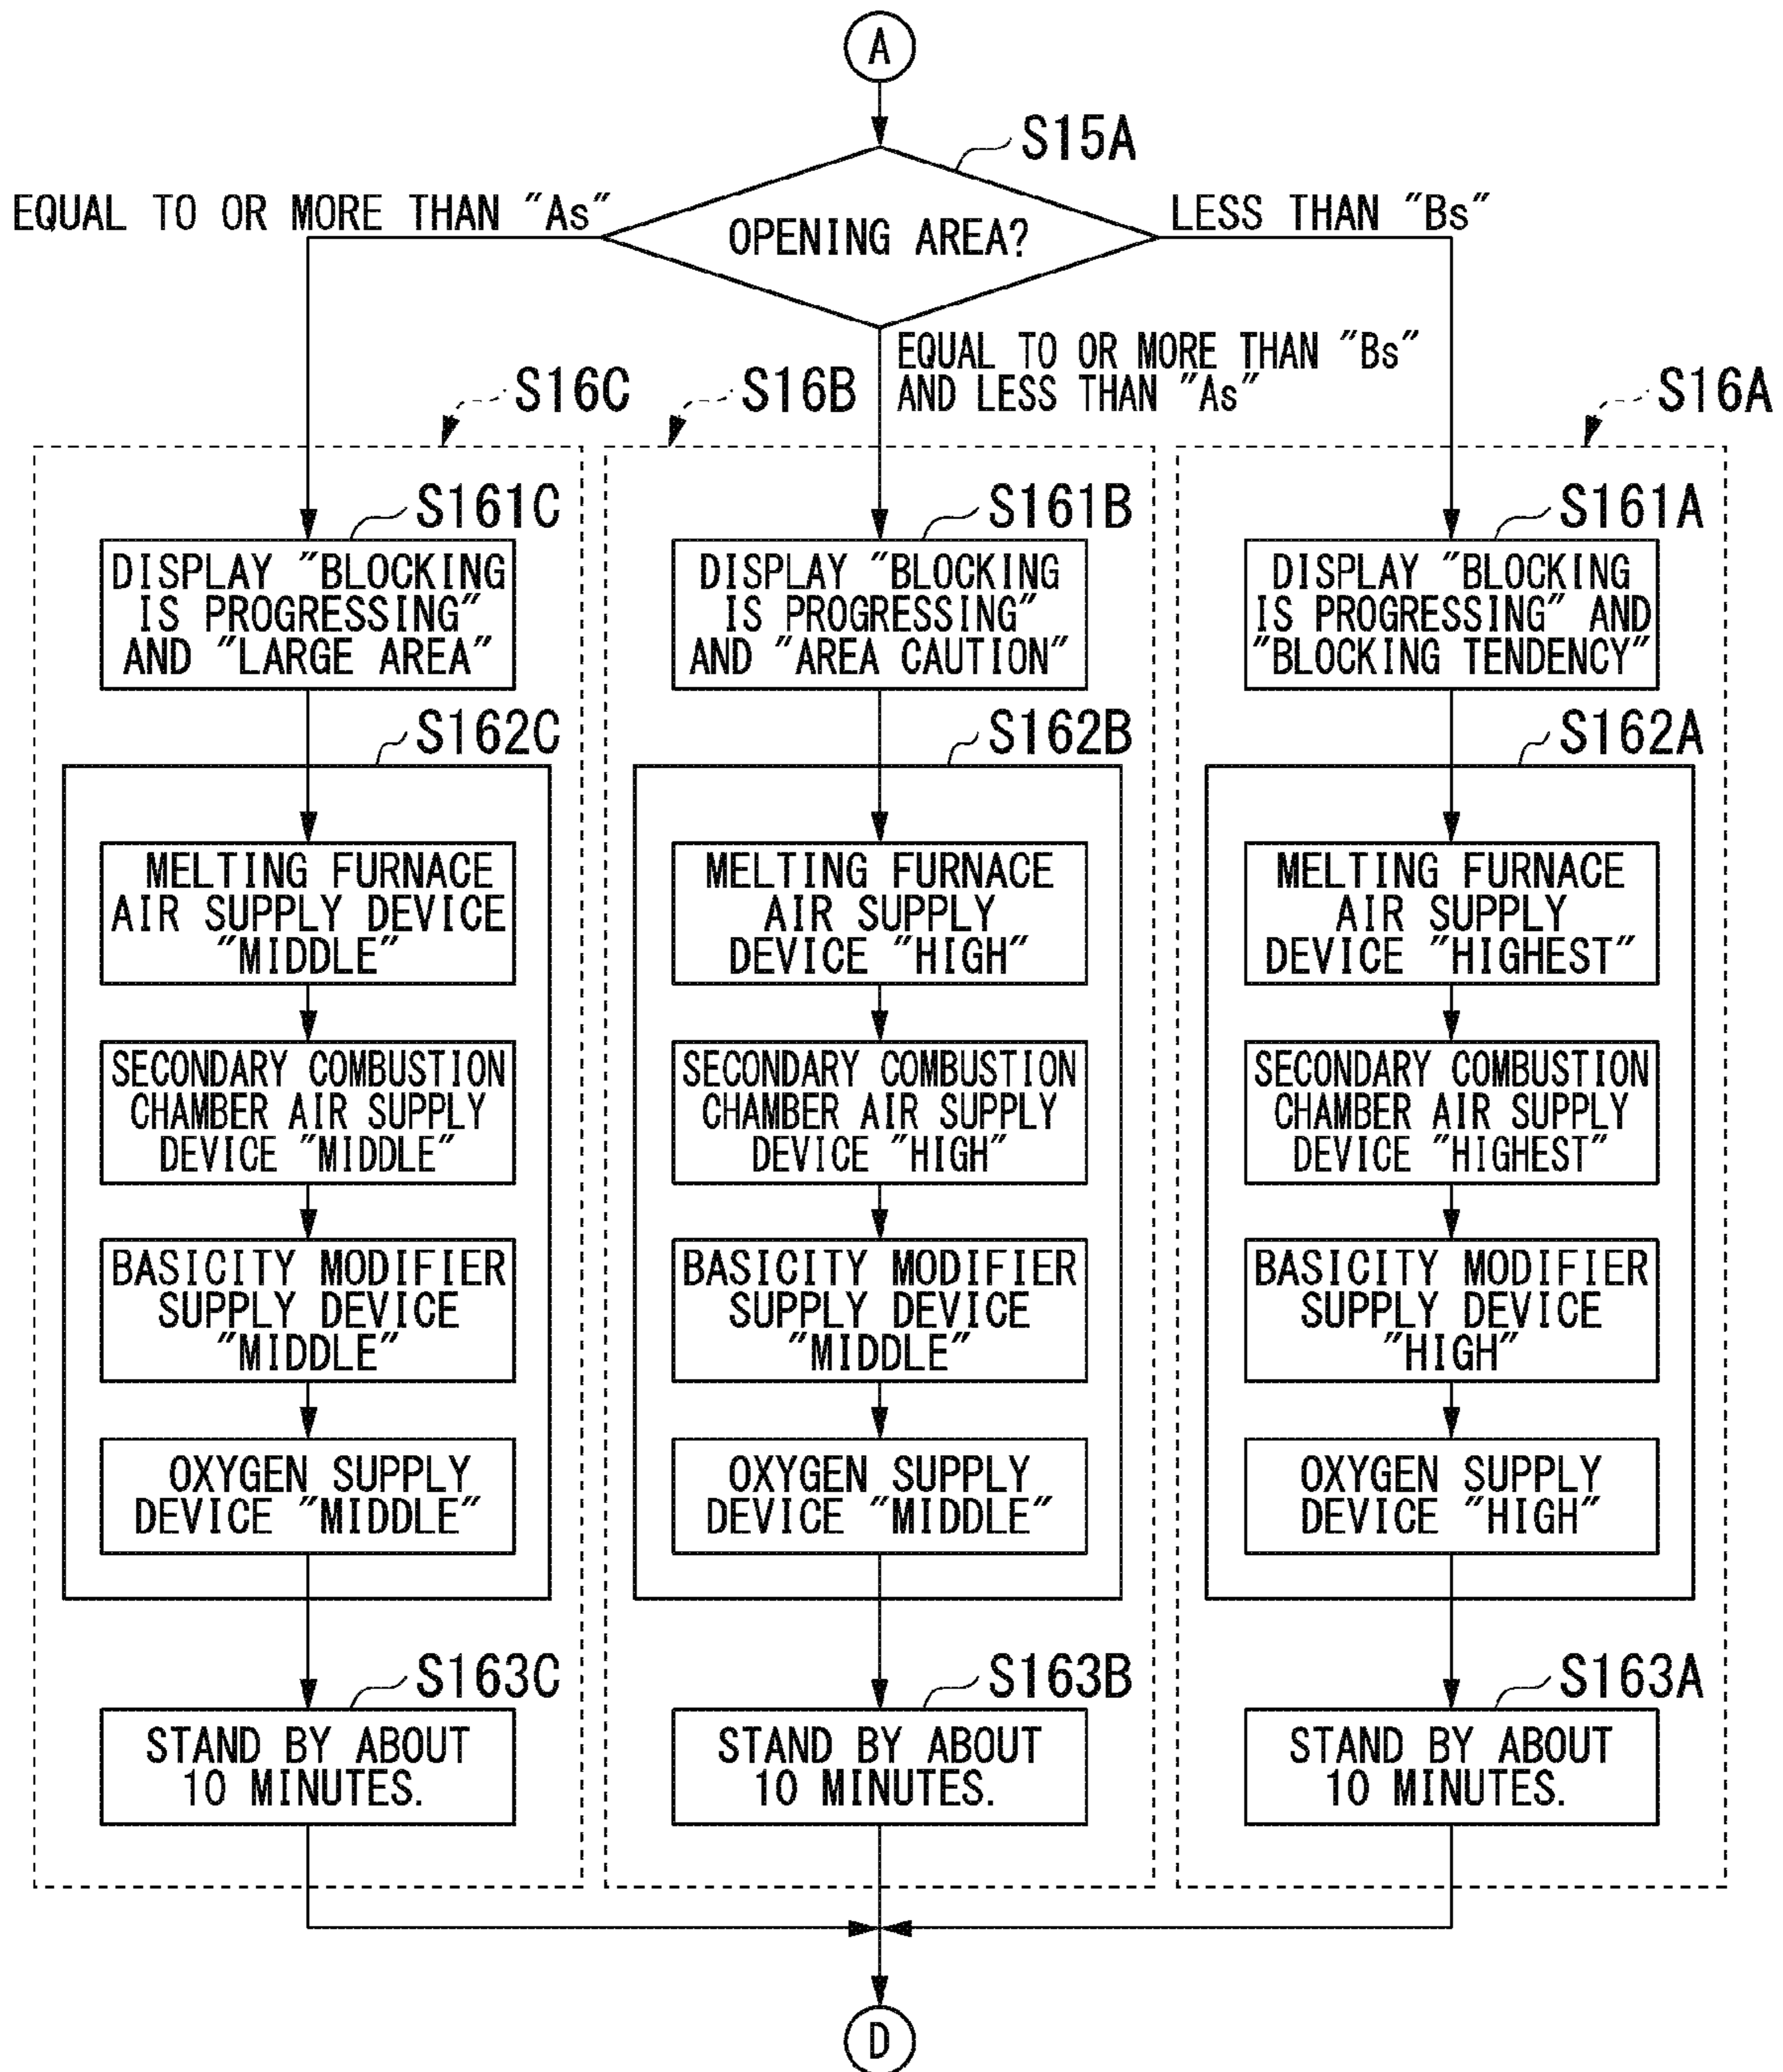 A
S15A
OPENING AREA?
EQUAL TO OR MORE THAN "As"
LESS THAN "Bs"
EQUAL TO OR MORE THAN "Bs"
AND LESS THAN "As"
S16C
S161C
DISPLAY "BLOCKING
IS PROGRESSING"
AND "LARGE AREA"
S162C
MELTING FURNACE
AIR SUPPLY DEVICE
"MIDDLE"
SECONDARY COMBUSTION
CHAMBER AIR SUPPLY
DEVICE "MIDDLE"
BASICITY MODIFIER
SUPPLY DEVICE
"MIDDLE"
OXYGEN SUPPLY
DEVICE "MIDDLE"
S163C
STAND BY ABOUT
10 MINUTES.
S16B
S161B
DISPLAY "BLOCKING
IS PROGRESSING"
AND "AREA CAUTION"
S162B
MELTING FURNACE
AIR SUPPLY
DEVICE "HIGH"
SECONDARY COMBUSTION
CHAMBER AIR SUPPLY
DEVICE "HIGH"
BASICITY MODIFIER
SUPPLY DEVICE
"MIDDLE"
OXYGEN SUPPLY
DEVICE "MIDDLE"
S163B
STAND BY ABOUT
10 MINUTES.
S16A
S161A
DISPLAY "BLOCKING
IS PROGRESSING" AND
"BLOCKING TENDENCY"
S162A
MELTING FURNACE
AIR SUPPLY
DEVICE "HIGHEST"
SECONDARY COMBUSTION
CHAMBER AIR SUPPLY
DEVICE "HIGHEST"
BASICITY MODIFIER
SUPPLY DEVICE
"HIGH"
OXYGEN SUPPLY
DEVICE "HIGH"
S163A
STAND BY ABOUT
10 MINUTES.
D